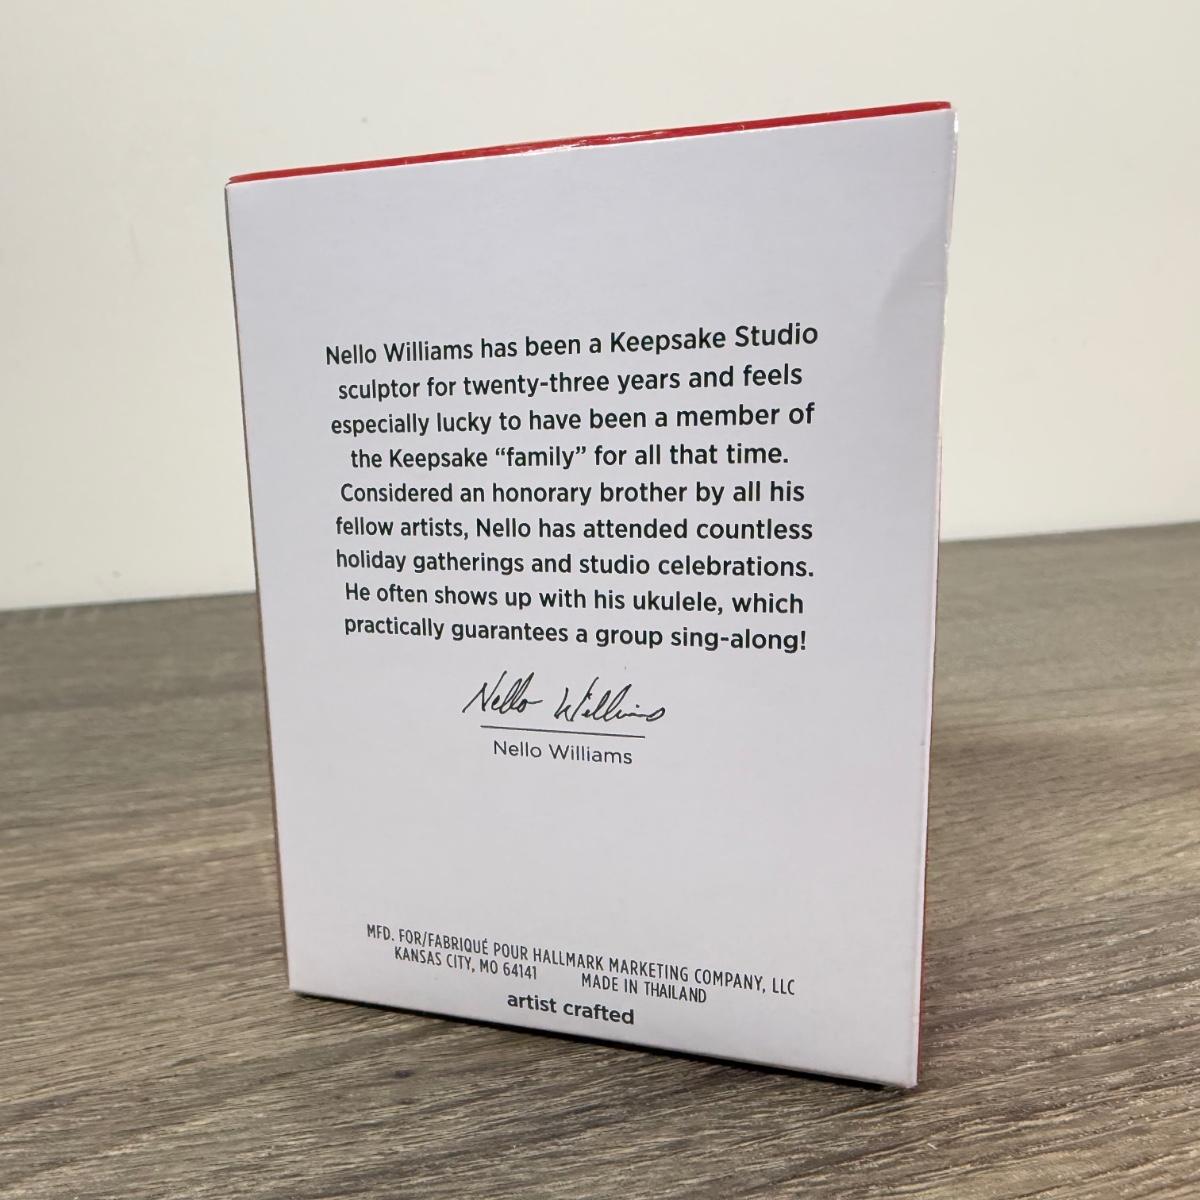 Nello Williams has been a Keepsake Studio
sculptor for twenty-three years and feels
especially lucky to have been a member of
the Keepsake “family” for all that time.
Considered an honorary brother by all his
fellow artists, Nello has attended countless
holiday gatherings and studio celebrations.
He often shows up with his ukulele, which
practically guarantees a group sing-along!
Nello Williams
Nello Williams
MFD. FOR/FABRIQUÉ POUR HALLMARK MARKETING COMPANY, LLC
KANSAS CITY, MO 64141 MADE IN THAILAND
artist crafted